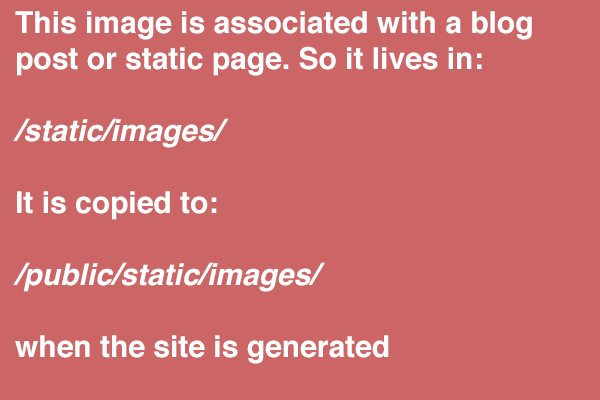 This image is associated with a blog
post or static page. So it lives in:
/static/images/
It is copied to:
/public/static/images/
when the site is generated